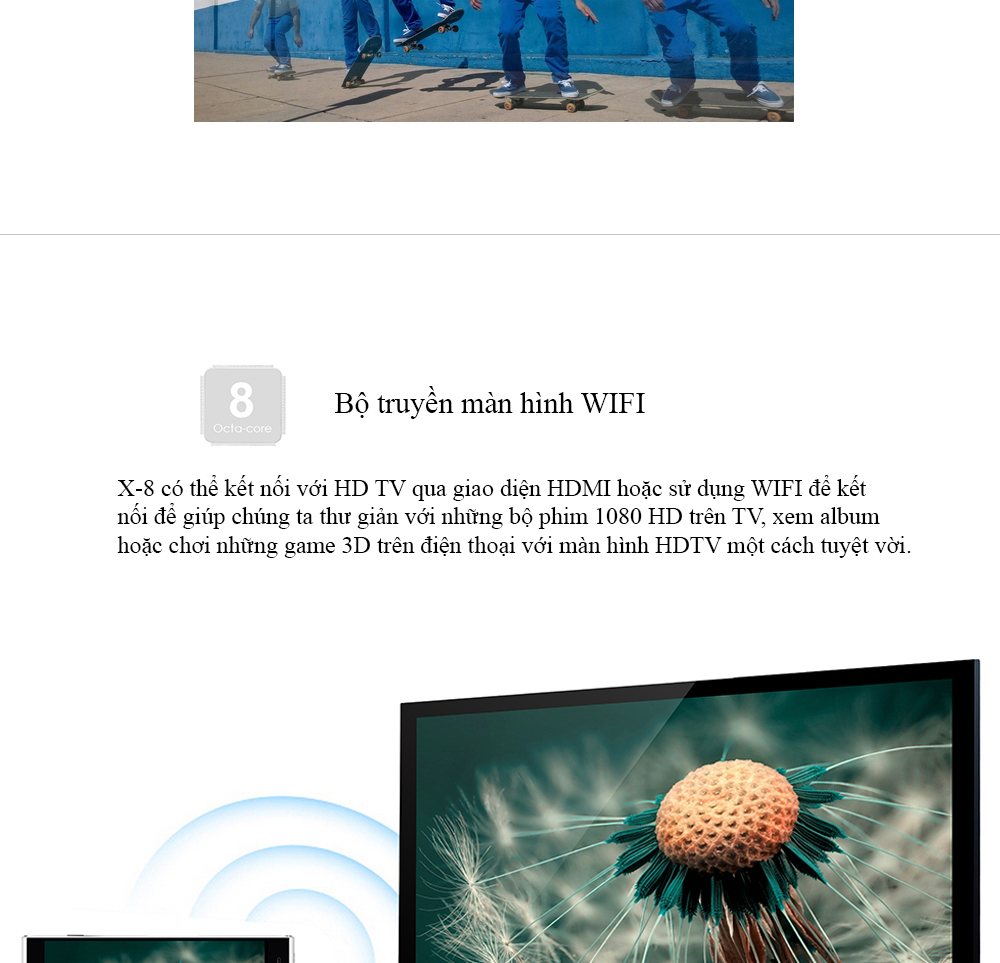 8
Octa-core
Bộ truyền màn hình WIFI
X-8 có thể kết nối với HD TV qua giao diện HDMI hoặc sử dụng WIFI để kết
nối để giúp chúng ta thư giản với những bộ phim 1080 HD trên TV, xem album
hoặc chơi những game 3D trên điện thoại với màn hình HDTV một cách tuyệt vời.